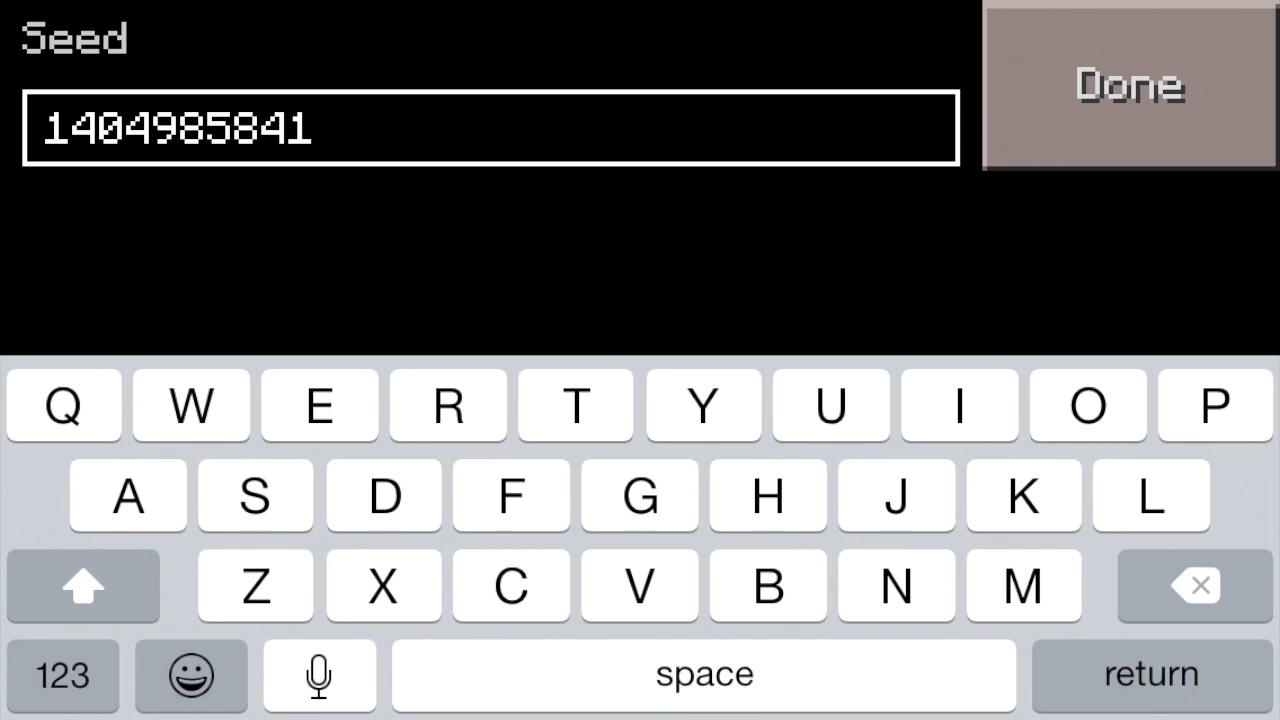 Seed
Done
1404985841
Q W E R T Y U I O P
A S D F G H J K L
Z X C V B N M
123 space return